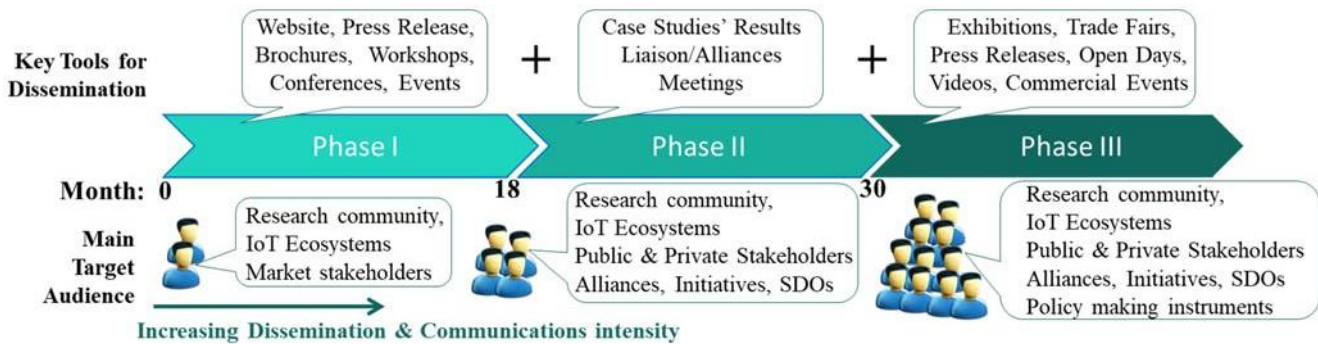 Key Tools for
Dissemination
Website, Press Release,
Brochures, Workshops,
Conferences, Events
+
Case Studies' Results
Liaison/Alliances
Meetings
+
Exhibitions, Trade Fairs,
Press Releases, Open Days,
Videos, Commercial Events
Phase I
Phase II
Phase III
Month: 0 18 30
Main
Target
Audience
Research community,
IoT Ecosystems
Market stakeholders
Research community,
IoT Ecosystems
Public & Private Stakeholders
Alliances, Initiatives, SDOs
Research community,
IoT Ecosystems
Public & Private Stakeholders
Alliances, Initiatives, SDOs
Policy making instruments
Increasing Dissemination & Communications intensity